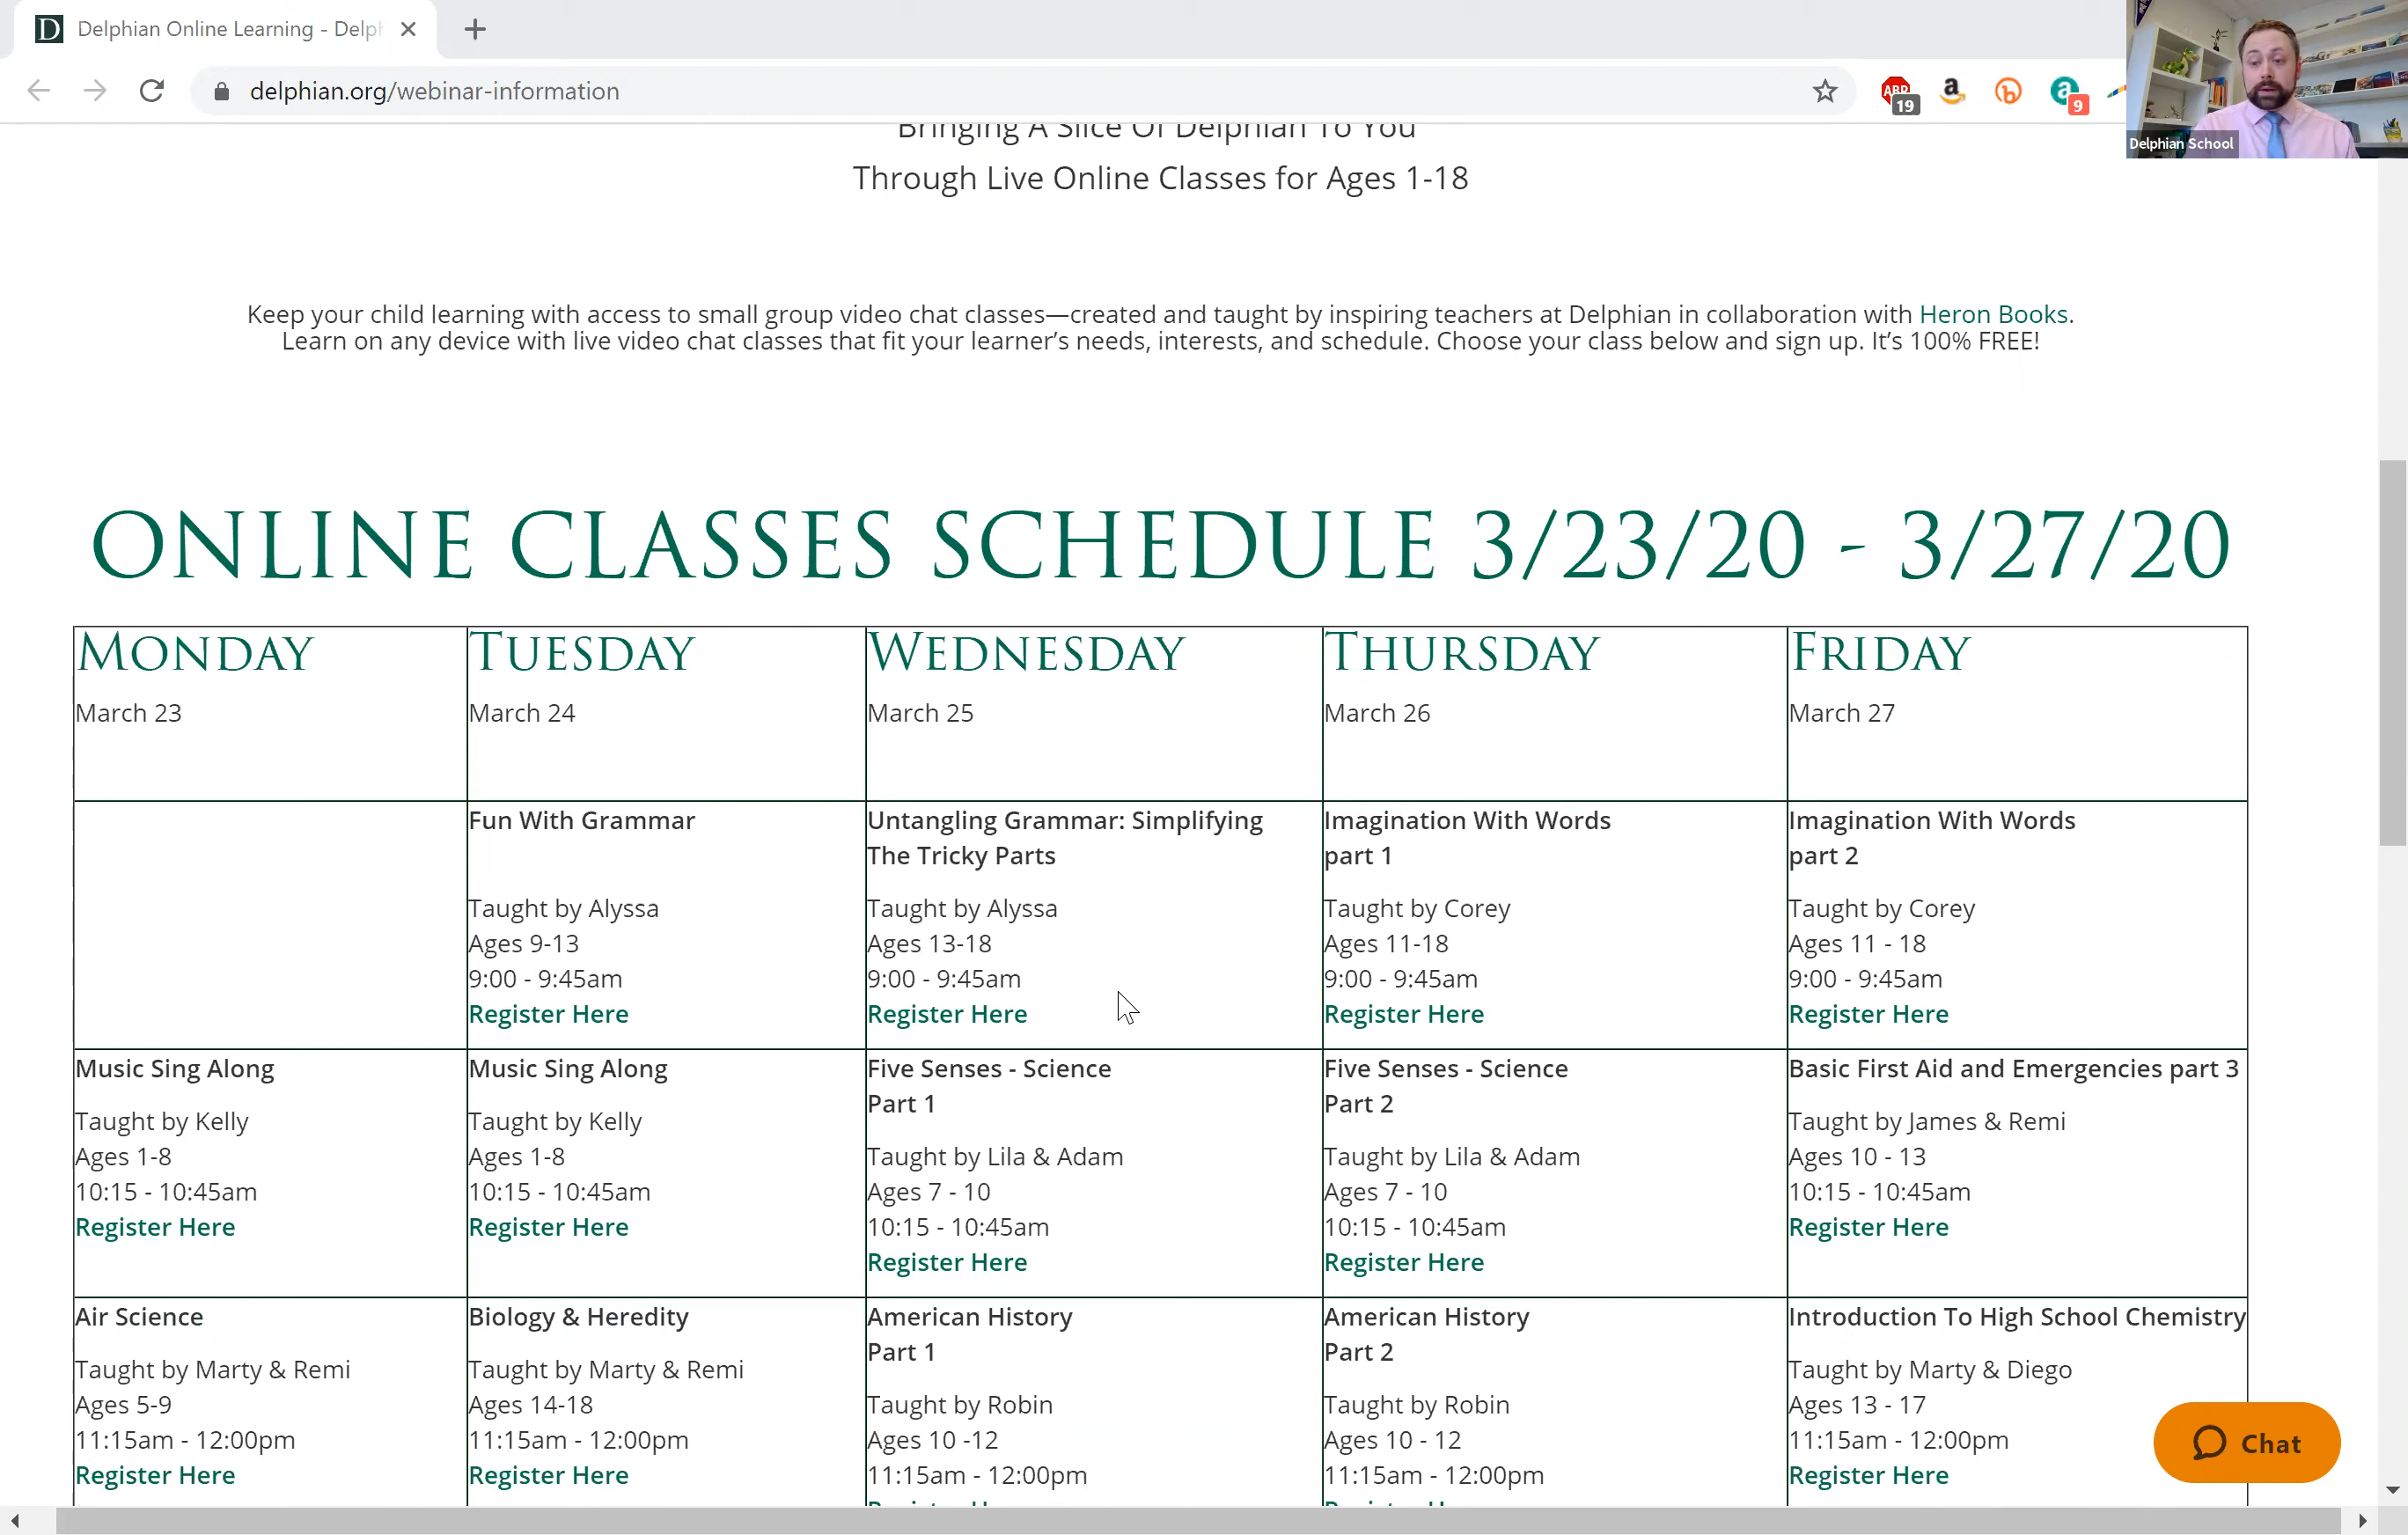 Delphian Online Learning - Delph
delphian.org/webinar-information
ABP
19
a
b
a
9
Delphian School
Bringing A Slice Of Delphian To You
Through Live Online Classes for Ages 1-18
Keep your child learning with access to small group video chat classes—created and taught by inspiring teachers at Delphian in collaboration with Heron Books.
Learn on any device with live video chat classes that fit your learner's needs, interests, and schedule. Choose your class below and sign up. It's 100% FREE!
ONLINE CLASSES SCHEDULE 3/23/20 - 3/27/20
MONDAY
March 23
TUESDAY
March 24
WEDNESDAY
March 25
THURSDAY
March 26
FRIDAY
March 27
Fun With Grammar
Taught by Alyssa
Ages 9-13
9:00 - 9:45am
Register Here
Untangling Grammar: Simplifying
The Tricky Parts
Taught by Alyssa
Ages 13-18
9:00 - 9:45am
Register Here
Imagination With Words
part 1
Taught by Corey
Ages 11-18
9:00 - 9:45am
Register Here
Imagination With Words
part 2
Taught by Corey
Ages 11 - 18
9:00 - 9:45am
Register Here
Music Sing Along
Taught by Kelly
Ages 1-8
10:15 - 10:45am
Register Here
Music Sing Along
Taught by Kelly
Ages 1-8
10:15 - 10:45am
Register Here
Five Senses - Science
Part 1
Taught by Lila & Adam
Ages 7 - 10
10:15 - 10:45am
Register Here
Five Senses - Science
Part 2
Taught by Lila & Adam
Ages 7 - 10
10:15 - 10:45am
Register Here
Basic First Aid and Emergencies part 3
Taught by James & Remi
Ages 10 - 13
10:15 - 10:45am
Register Here
Air Science
Taught by Marty & Remi
Ages 5-9
11:15am - 12:00pm
Register Here
Biology & Heredity
Taught by Marty & Remi
Ages 14-18
11:15am - 12:00pm
Register Here
American History
Part 1
Taught by Robin
Ages 10 -12
11:15am - 12:00pm
American History
Part 2
Taught by Robin
Ages 10 - 12
11:15am - 12:00pm
Introduction To High School Chemistry
Taught by Marty & Diego
Ages 13 - 17
11:15am - 12:00pm
Register Here
Chat